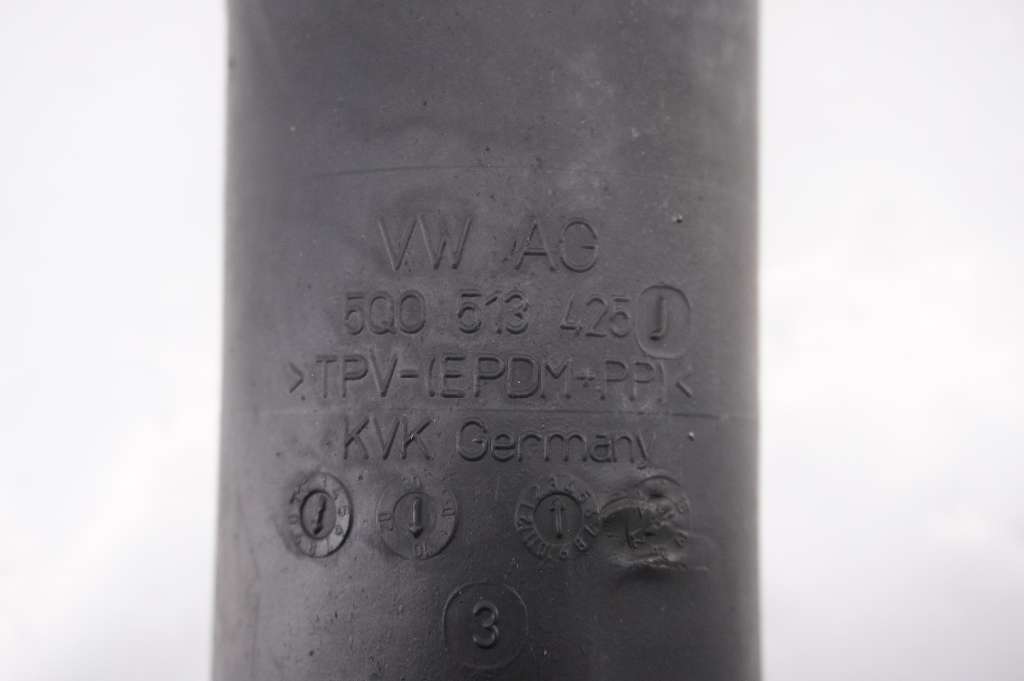 VW AG
5Q0 513 425 J
>TPV-(EPDM+PP)<
KVK Germany
3